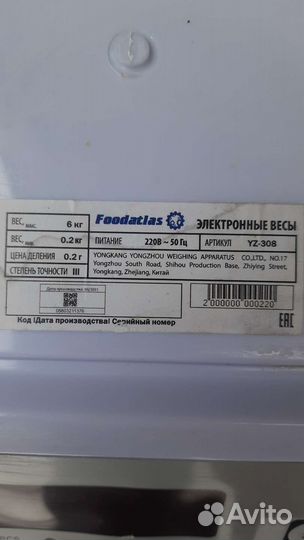 ВЕС, МАКС. 6 кг
ВЕС, МИН. 0.2 кг
ЦЕНА ДЕЛЕНИЯ 0.2 г
СТЕПЕНЬ ТОЧНОСТИ III
Foodatlas
ЭЛЕКТРОННЫЕ ВЕСЫ
ПИТАНИЕ 220В ~ 50 Гц АРТИКУЛ YZ-308
YONGKANG YONGZHOU WEIGHING APPARATUS CO.,LTD., NO.17
Yongzhou South Road, Shihou Production Base, Zhiying Street,
Yongkang, Zhejiang, Китай
2 000000 000220
Код \Дата производства\ Серийный номер
EAC
Avito